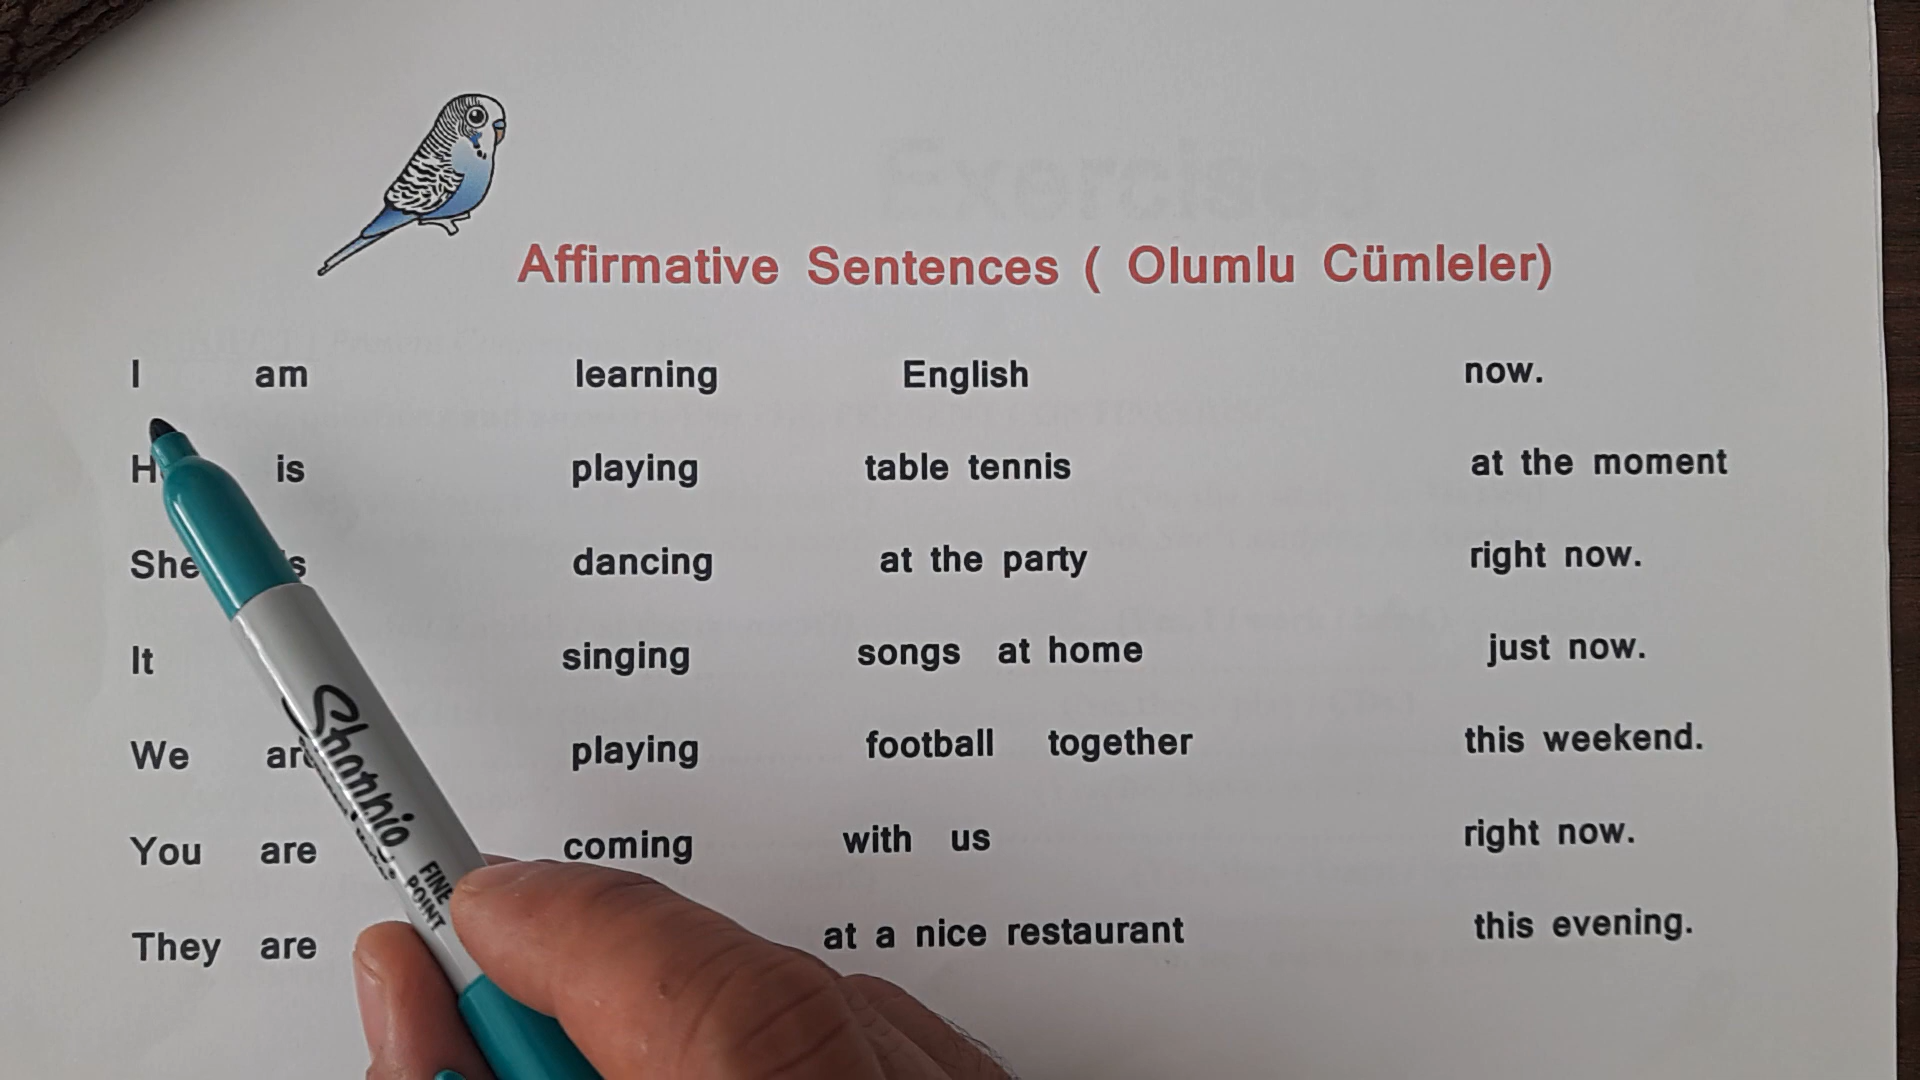 Affirmative Sentences ( Olumlu Cümleler)
I am learning English now.
is playing table tennis at the moment
She dancing at the party right now.
It singing songs at home just now.
We playing football together this weekend.
You are coming with us right now.
They are at a nice restaurant this evening.
Sharpie
FINE
POINT